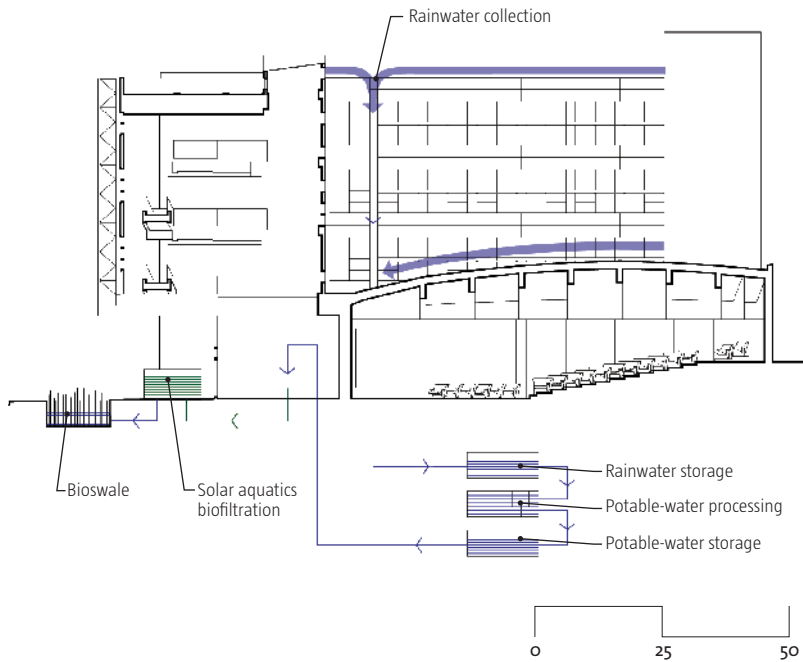 Rainwater collection
Bioswale
Solar aquatics
biofiltration
Rainwater storage
Potable-water processing
Potable-water storage
0 25 50